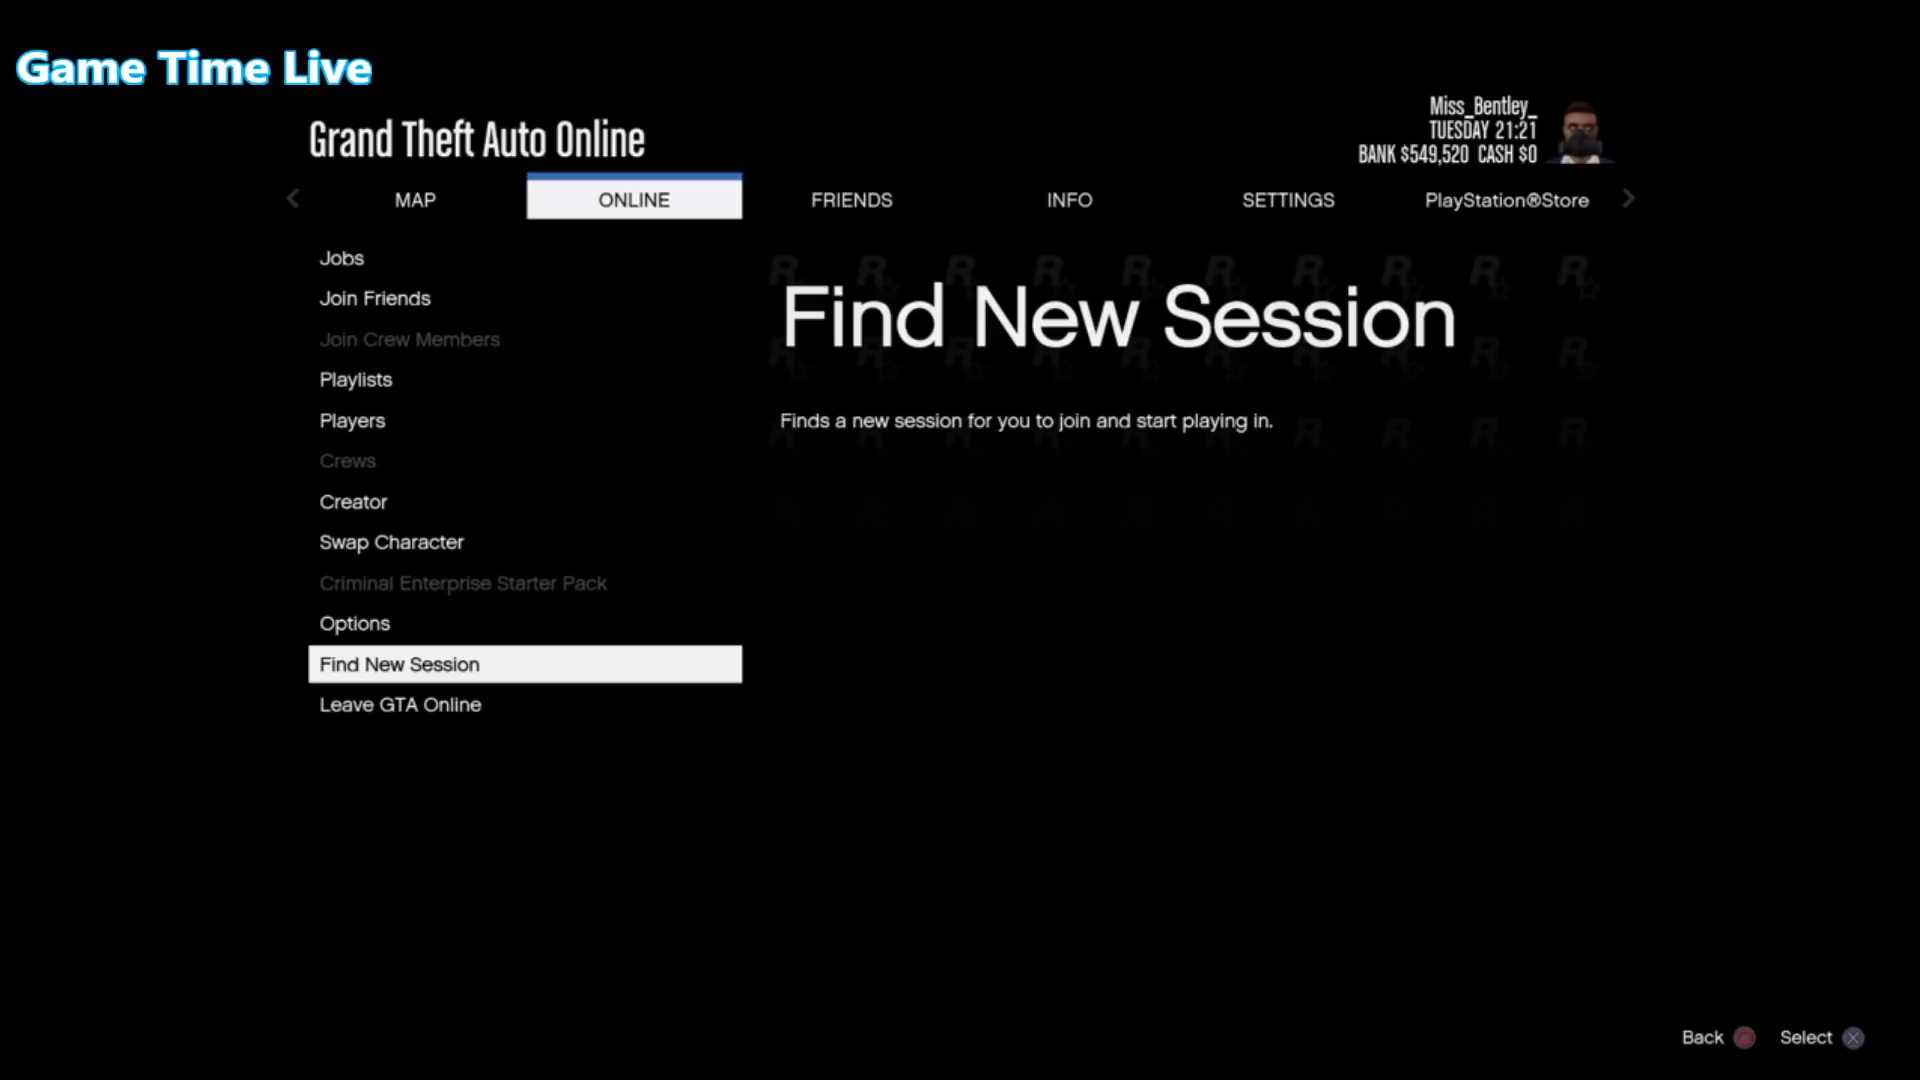 Game Time Live
Grand Theft Auto Online
Miss_Bentley_
TUESDAY 21:21
BANK $549,520 CASH $0
MAP
ONLINE
FRIENDS
INFO
SETTINGS
PlayStation®Store
Jobs
Join Friends
Join Crew Members
Playlists
Players
Crews
Creator
Swap Character
Criminal Enterprise Starter Pack
Options
Find New Session
Leave GTA Online
Find New Session
Finds a new session for you to join and start playing in.
Back
Select